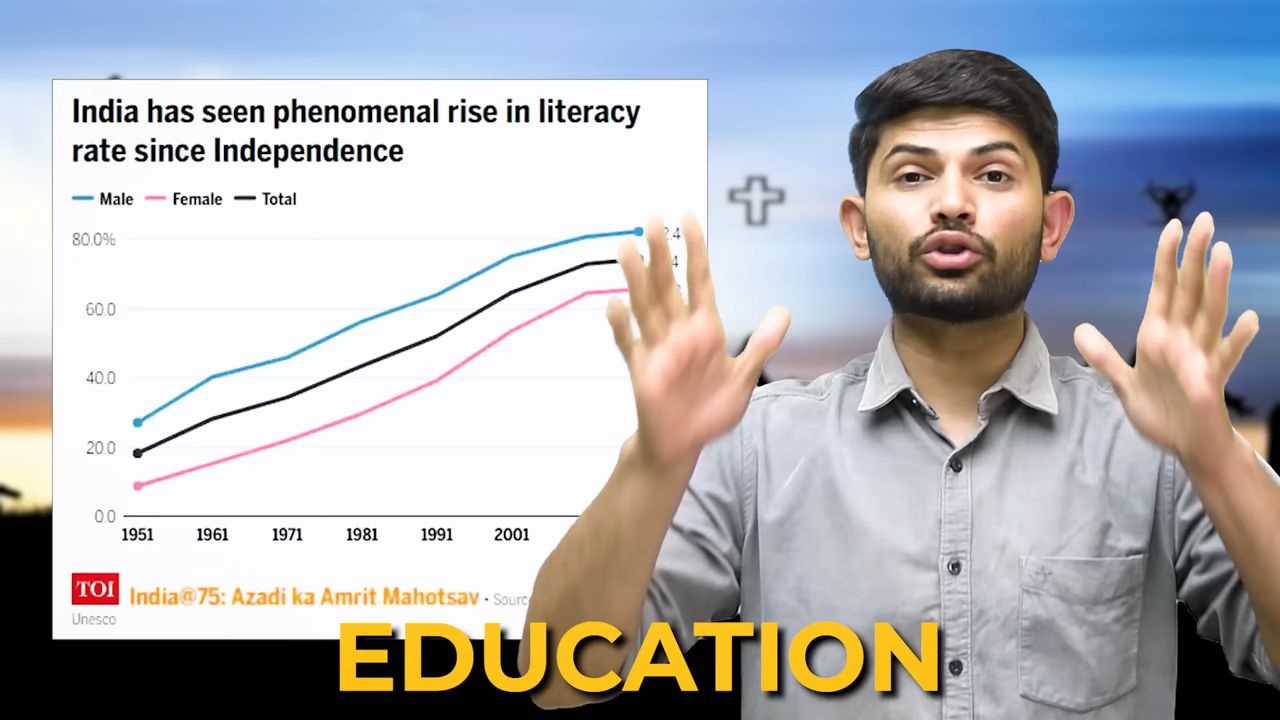 India has seen phenomenal rise in literacy
rate since Independence
Male Female Total
80.0%
60.0
40.0
20.0
0.0
1951 1961 1971 1981 1991 2001
TOI India@75: Azadi ka Amrit Mahotsav •
Unesco
EDUCATION